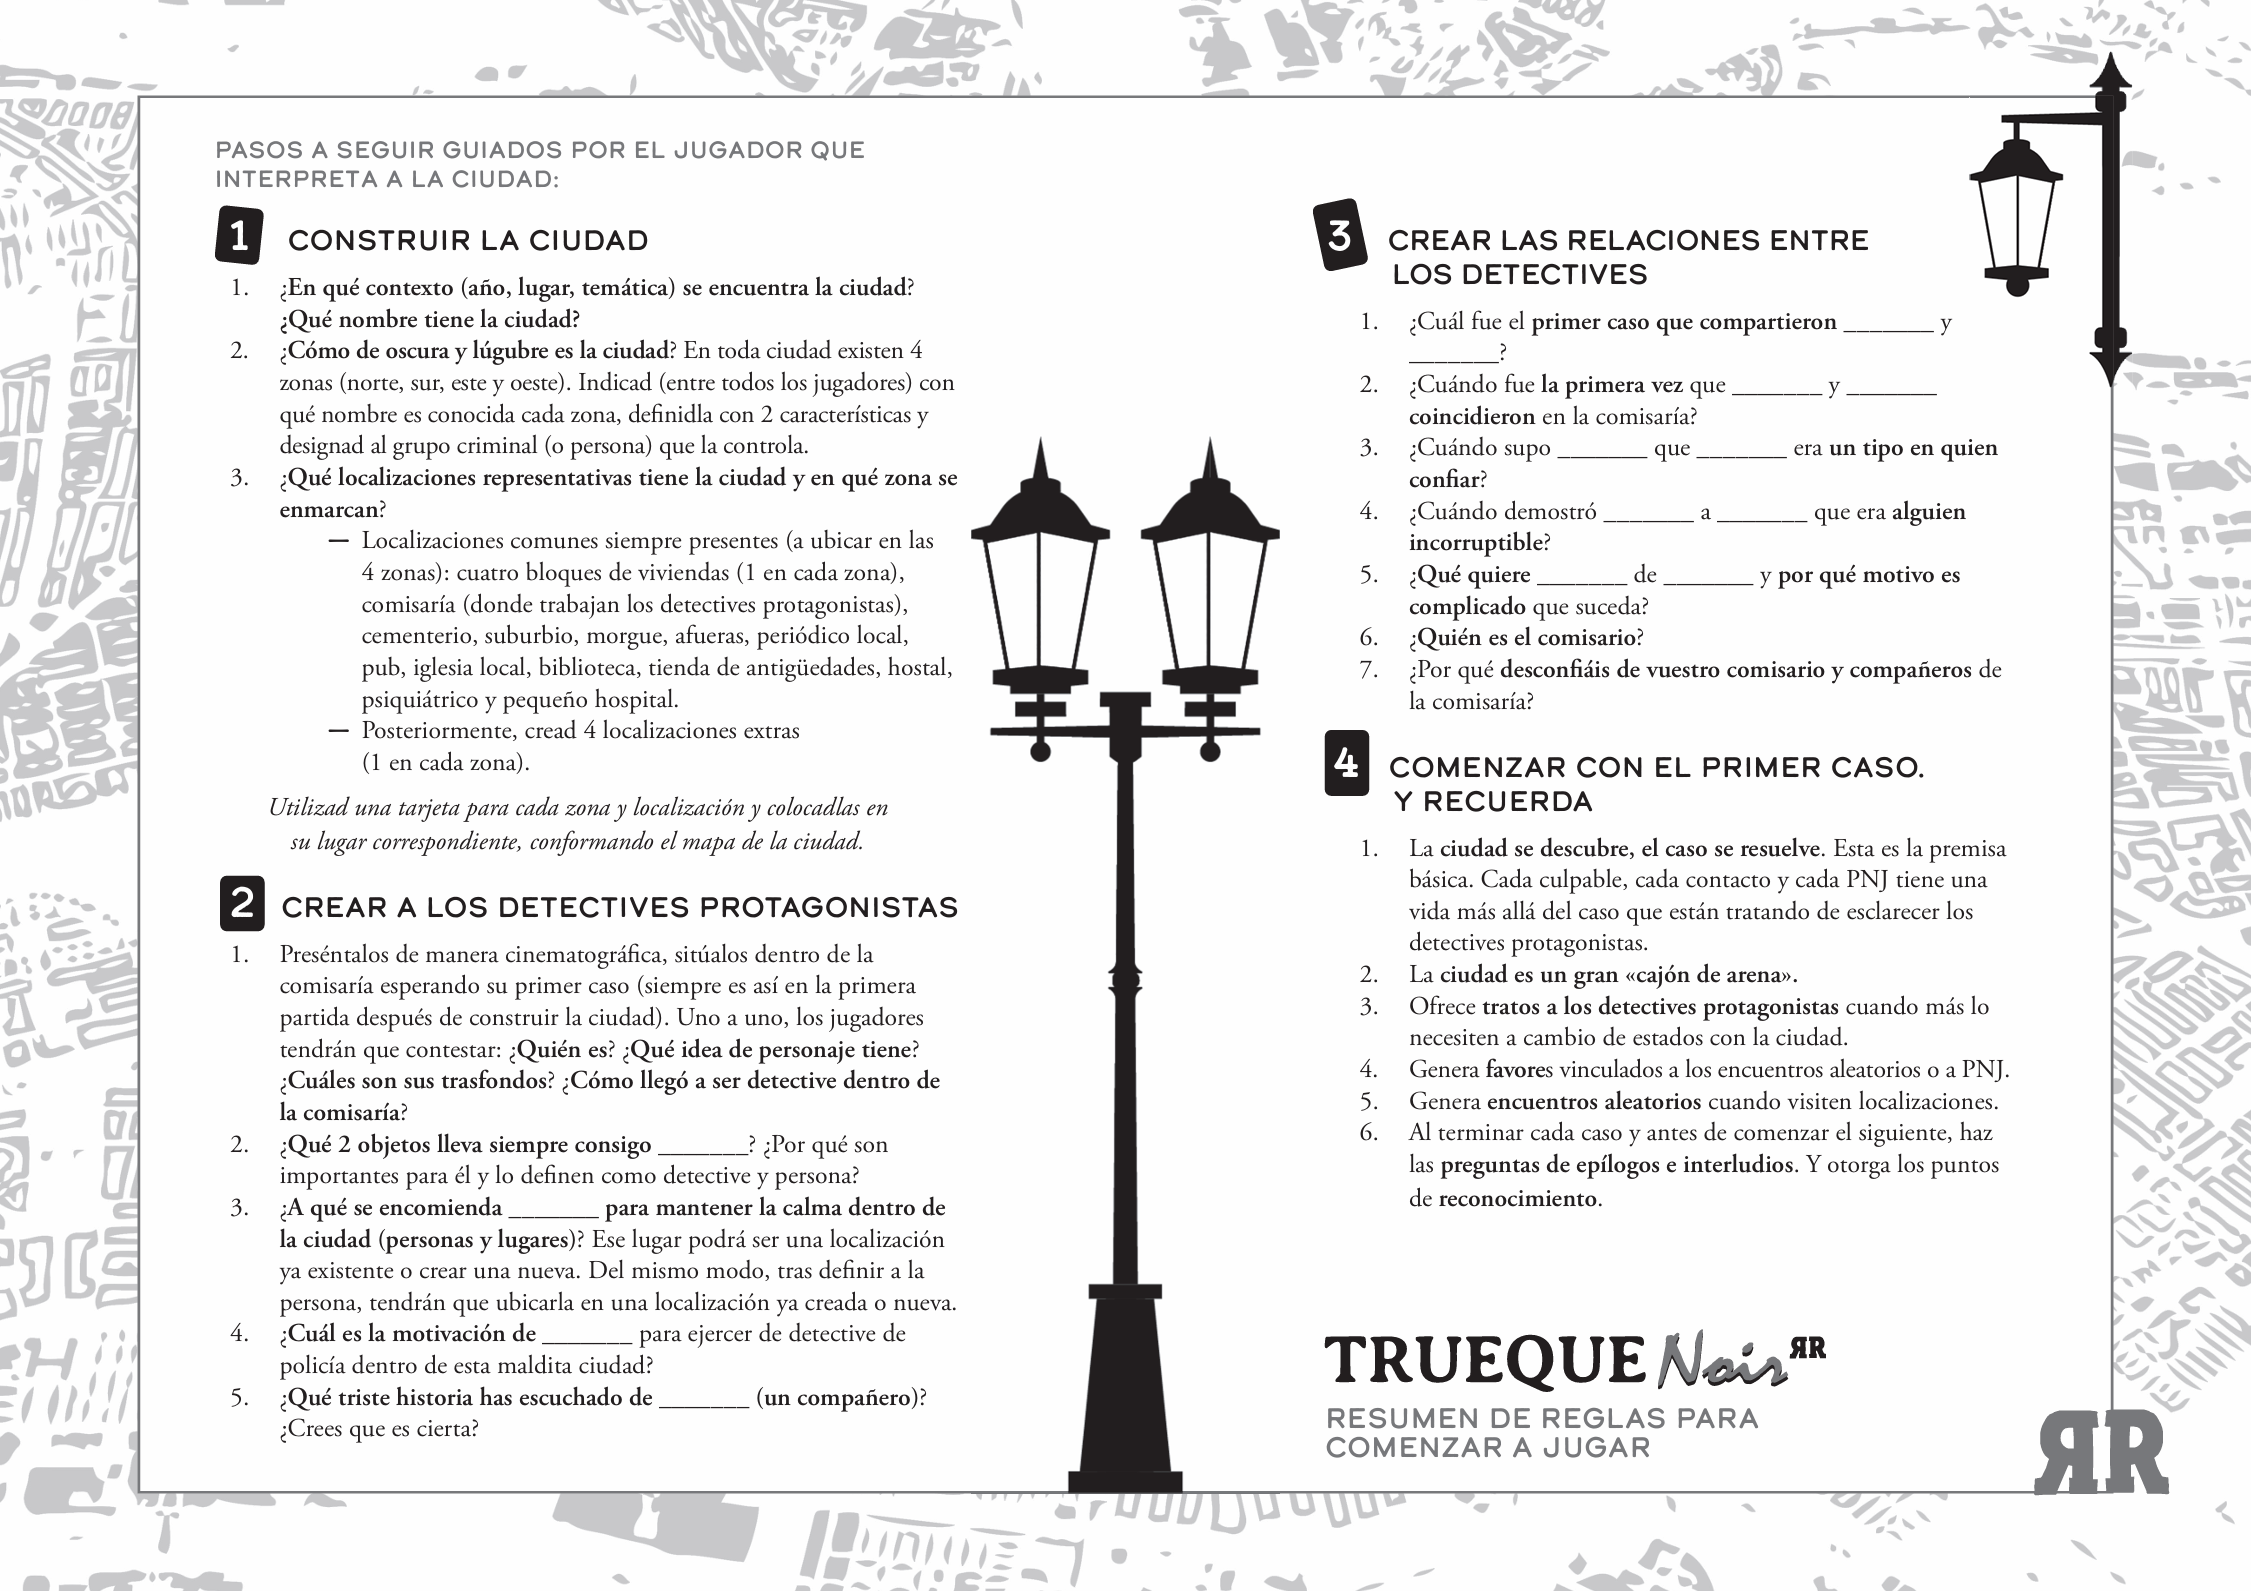 PASOS A SEGUIR GUIADOS POR EL JUGADOR QUE
INTERPRETA A LA CIUDAD:
1 CONSTRUIR LA CIUDAD
1. ¿En qué contexto (año, lugar, temática) se encuentra la ciudad?
¿Qué nombre tiene la ciudad?
2. ¿Cómo de oscura y lúgubre es la ciudad? En toda ciudad existen 4
zonas (norte, sur, este y oeste). Indicad (entre todos los jugadores) con
qué nombre es conocida cada zona, definidla con 2 características y
designad al grupo criminal (o persona) que la controla.
3. ¿Qué localizaciones representativas tiene la ciudad y en qué zona se
enmarcan?
— Localizaciones comunes siempre presentes (a ubicar en las
4 zonas): cuatro bloques de viviendas (1 en cada zona),
comisaría (donde trabajan los detectives protagonistas),
cementerio, suburbio, morgue, afueras, periódico local,
pub, iglesia local, biblioteca, tienda de antigüedades, hostal,
psiquiátrico y pequeño hospital.
— Posteriormente, cread 4 localizaciones extras
(1 en cada zona).
Utilizad una tarjeta para cada zona y localización y colocadlas en
su lugar correspondiente, conformando el mapa de la ciudad.
2 CREAR A LOS DETECTIVES PROTAGONISTAS
1. Preséntalos de manera cinematográfica, sitúalos dentro de la
comisaría esperando su primer caso (siempre es así en la primera
partida después de construir la ciudad). Uno a uno, los jugadores
tendrán que contestar: ¿Quién es? ¿Qué idea de personaje tiene?
¿Cuáles son sus trasfondos? ¿Cómo llegó a ser detective dentro de
la comisaría?
2. ¿Qué 2 objetos lleva siempre consigo _______? ¿Por qué son
importantes para él y lo definen como detective y persona?
3. ¿A qué se encomienda _______ para mantener la calma dentro de
la ciudad (personas y lugares)? Ese lugar podrá ser una localización
ya existente o crear una nueva. Del mismo modo, tras definir a la
persona, tendrán que ubicarla en una localización ya creada o nueva.
4. ¿Cuál es la motivación de _______ para ejercer de detective de
policía dentro de esta maldita ciudad?
5. ¿Qué triste historia has escuchado de _______ (un compañero)?
¿Crees que es cierta?
3 CREAR LAS RELACIONES ENTRE
LOS DETECTIVES
1. ¿Cuál fue el primer caso que compartieron _______ y
_______?
2. ¿Cuándo fue la primera vez que _______ y _______
coincidieron en la comisaría?
3. ¿Cuándo supo _______ que _______ era un tipo en quien
confiar?
4. ¿Cuándo demostró _______ a _______ que era alguien
incorruptible?
5. ¿Qué quiere _______ de _______ y por qué motivo es
complicado que suceda?
6. ¿Quién es el comisario?
7. ¿Por qué desconfiáis de vuestro comisario y compañeros de
la comisaría?
4 COMENZAR CON EL PRIMER CASO.
Y RECUERDA
1. La ciudad se descubre, el caso se resuelve. Esta es la premisa
básica. Cada culpable, cada contacto y cada PNJ tiene una
vida más allá del caso que están tratando de esclarecer los
detectives protagonistas.
2. La ciudad es un gran «cajón de arena».
3. Ofrece tratos a los detectives protagonistas cuando más lo
necesiten a cambio de estados con la ciudad.
4. Genera favores vinculados a los encuentros aleatorios o a PNJ.
5. Genera encuentros aleatorios cuando visiten localizaciones.
6. Al terminar cada caso y antes de comenzar el siguiente, haz
las preguntas de epílogos e interludios. Y otorga los puntos
de reconocimiento.
TRUEQUE Noir RR
RESUMEN DE REGLAS PARA
COMENZAR A JUGAR
RR